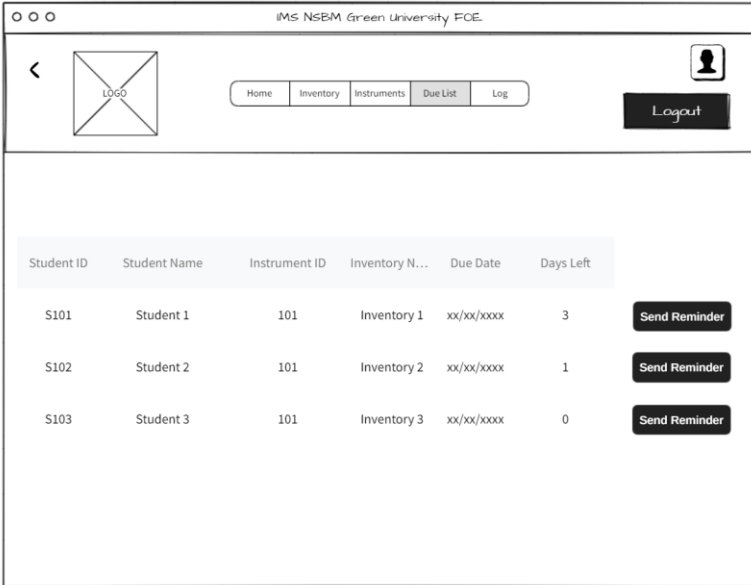 IMS NSBM Green University FOE
LOGO
Home Inventory Instruments Due List Log
Logout
Student ID Student Name Instrument ID Inventory N... Due Date Days Left
S101 Student 1 101 Inventory 1 xx/xx/xxxx 3 Send Reminder
S102 Student 2 101 Inventory 2 xx/xx/xxxx 1 Send Reminder
S103 Student 3 101 Inventory 3 xx/xx/xxxx 0 Send Reminder